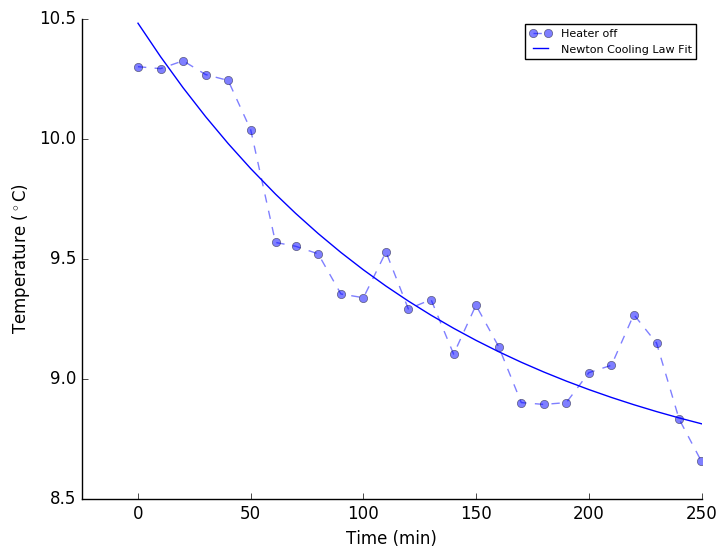 Heater off
Newton Cooling Law Fit
10.5
10.0
9.5
9.0
8.5
Temperature (°C)
0 50 100 150 200 250
Time (min)